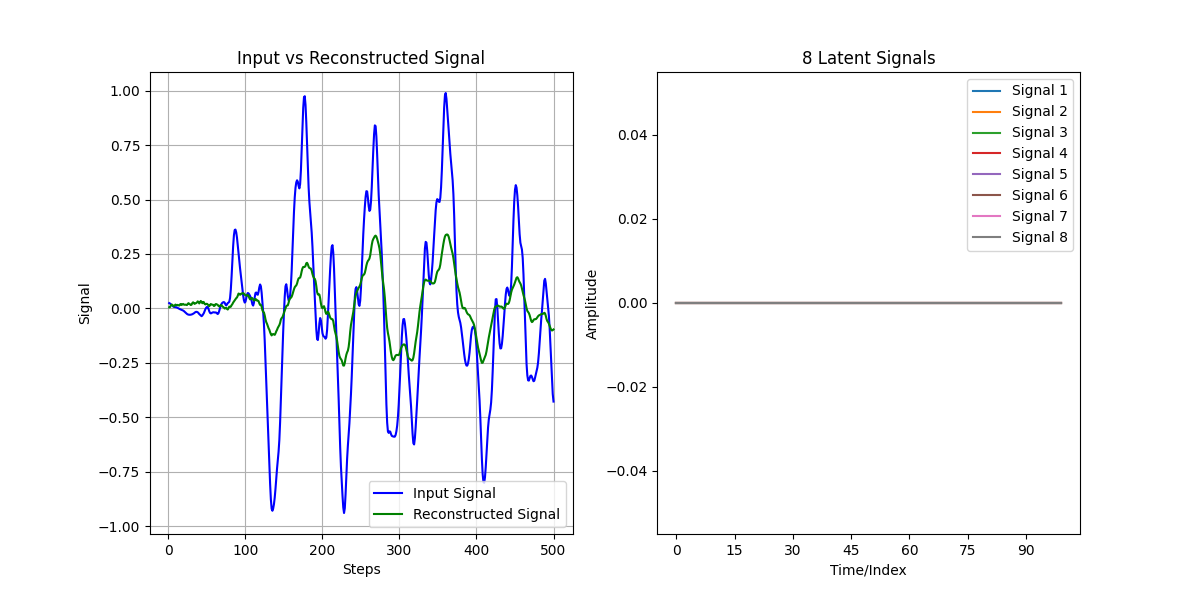 Input vs Reconstructed Signal
1.00
0.75
0.50
0.25
0.00
−0.25
−0.50
−0.75
−1.00
Signal
0 100 200 300 400 500
Steps
Input Signal
Reconstructed Signal
8 Latent Signals
0.04
0.02
0.00
−0.02
−0.04
Amplitude
0 15 30 45 60 75 90
Time/Index
Signal 1
Signal 2
Signal 3
Signal 4
Signal 5
Signal 6
Signal 7
Signal 8